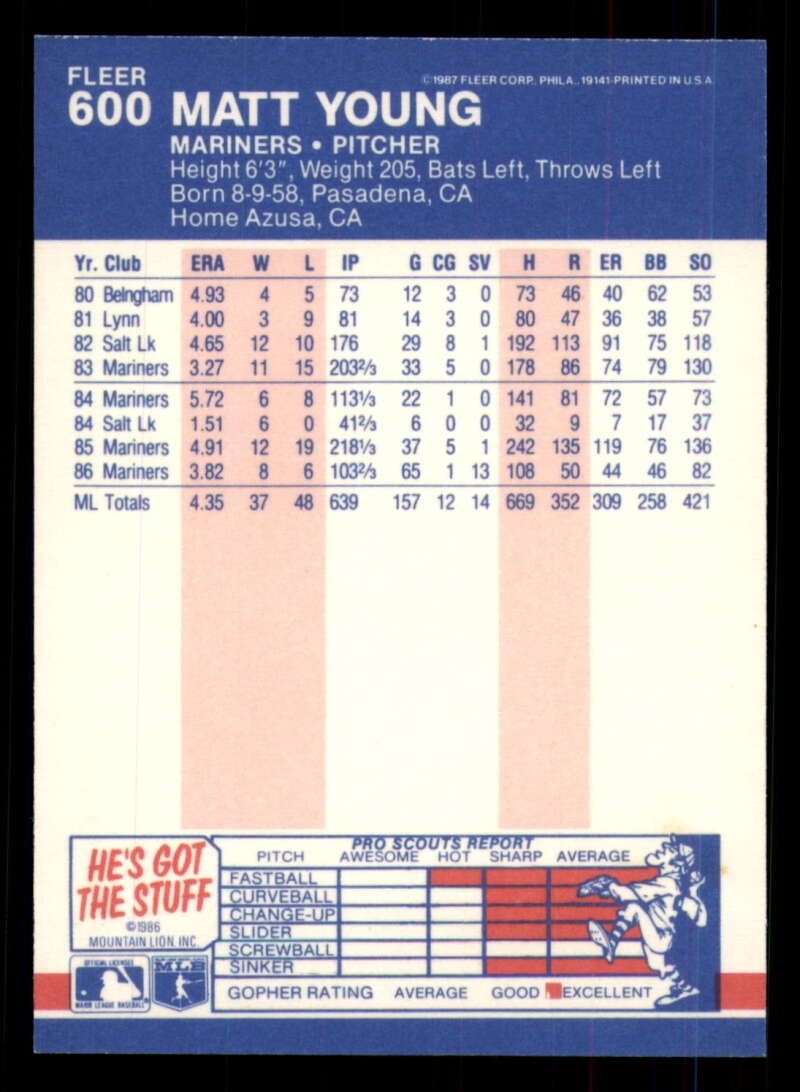 FLEER
©1987 FLEER CORP., PHILA., 19141-PRINTED IN U.S.A.
600 MATT YOUNG
MARINERS • PITCHER
Height 6'3", Weight 205, Bats Left, Throws Left
Born 8-9-58, Pasadena, CA
Home Azusa, CA
Yr. Club ERA W L IP G CG SV H R ER BB SO
80 Belngham 4.93 4 5 73 12 3 0 73 46 40 62 53
81 Lynn 4.00 3 9 81 14 3 0 80 47 36 38 57
82 Salt Lk 4.65 12 10 176 29 8 1 192 113 91 75 118
83 Mariners 3.27 11 15 203⅔ 33 5 0 178 86 74 79 130
84 Mariners 5.72 6 8 113⅓ 22 1 0 141 81 72 57 73
84 Salt Lk 1.51 6 0 41⅔ 6 0 0 32 9 7 17 37
85 Mariners 4.91 12 19 218⅓ 37 5 1 242 135 119 76 136
86 Mariners 3.82 8 6 103⅔ 65 1 13 108 50 44 46 82
ML Totals 4.35 37 48 639 157 12 14 669 352 309 258 421
HE'S GOT
THE STUFF
©1986
MOUNTAIN LION, INC.
PRO SCOUTS REPORT
PITCH AWESOME HOT SHARP AVERAGE
FASTBALL
CURVEBALL
CHANGE-UP
SLIDER
SCREWBALL
SINKER
GOPHER RATING AVERAGE GOOD EXCELLENT
OFFICIAL LICENSEE
MAJOR LEAGUE BASEBALL
MLB